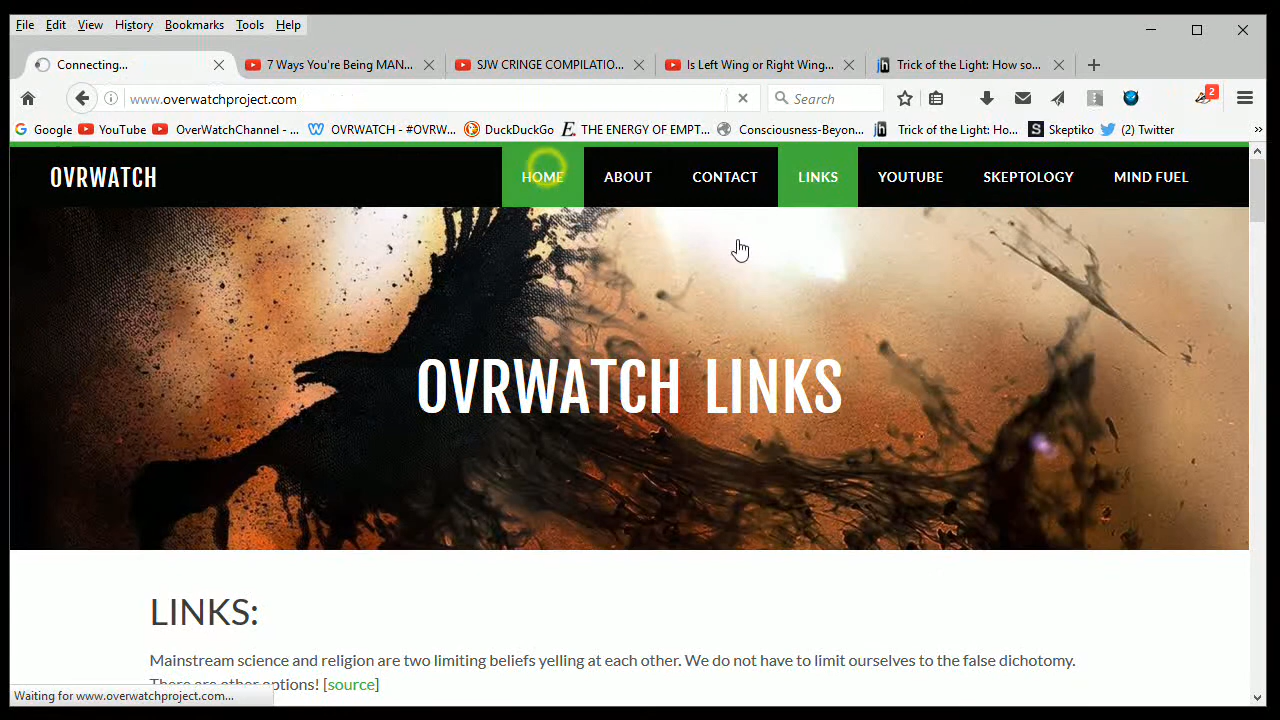 File Edit View History Bookmarks Tools Help
Connecting... 7 Ways You're Being MAN... SJW CRINGE COMPILATIO... Is Left Wing or Right Wing... jh Trick of the Light: How so...
www.overwatchproject.com Search 2
Google YouTube OverWatchChannel - ... OVRWATCH - #OVRW... DuckDuckGo E THE ENERGY OF EMPT... Consciousness-Beyon... jh Trick of the Light: Ho... S Skeptiko (2) Twitter »
OVRWATCH HOME ABOUT CONTACT LINKS YOUTUBE SKEPTOLOGY MIND FUEL
OVRWATCH LINKS
LINKS:
Mainstream science and religion are two limiting beliefs yelling at each other. We do not have to limit ourselves to the false dichotomy.
There are other options! [source]
Waiting for www.overwatchproject.com...